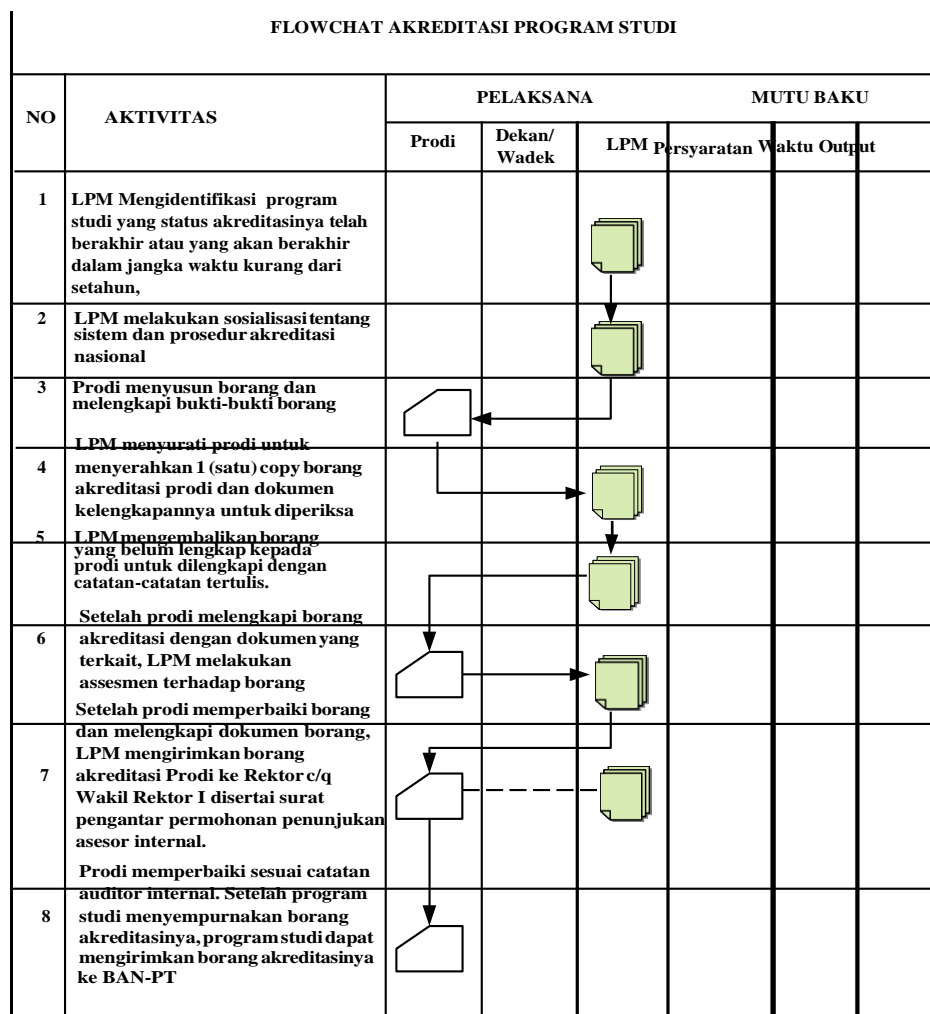 FLOWCHAT AKREDITASI PROGRAM STUDI
NO
AKTIVITAS
PELAKSANA
MUTU BAKU
Prodi
Dekan/
Wadek
LPM
Persyaratan
Waktu
Output
1
LPM Mengidentifikasi program
studi yang status akreditasinya telah
berakhir atau yang akan berakhir
dalam jangka waktu kurang dari
setahun,
2
LPM melakukan sosialisasi tentang
sistem dan prosedur akreditasi
nasional
3
Prodi menyusun borang dan
melengkapi bukti-bukti borang
4
LPM menyurati prodi untuk
menyerahkan 1 (satu) copy borang
akreditasi prodi dan dokumen
kelengkapannya untuk diperiksa
5
LPM mengembalikan borang
yang belum lengkap kepada
prodi untuk dilengkapi dengan
catatan-catatan tertulis.
6
Setelah prodi melengkapi borang
akreditasi dengan dokumen yang
terkait, LPM melakukan
assesmen terhadap borang
7
Setelah prodi memperbaiki borang
dan melengkapi dokumen borang,
LPM mengirimkan borang
akreditasi Prodi ke Rektor c/q
Wakil Rektor I disertai surat
pengantar permohonan penunjukan
asesor internal.
8
Prodi memperbaiki sesuai catatan
auditor internal. Setelah program
studi menyempurnakan borang
akreditasinya, program studi dapat
mengirimkan borang akreditasinya
ke BAN-PT